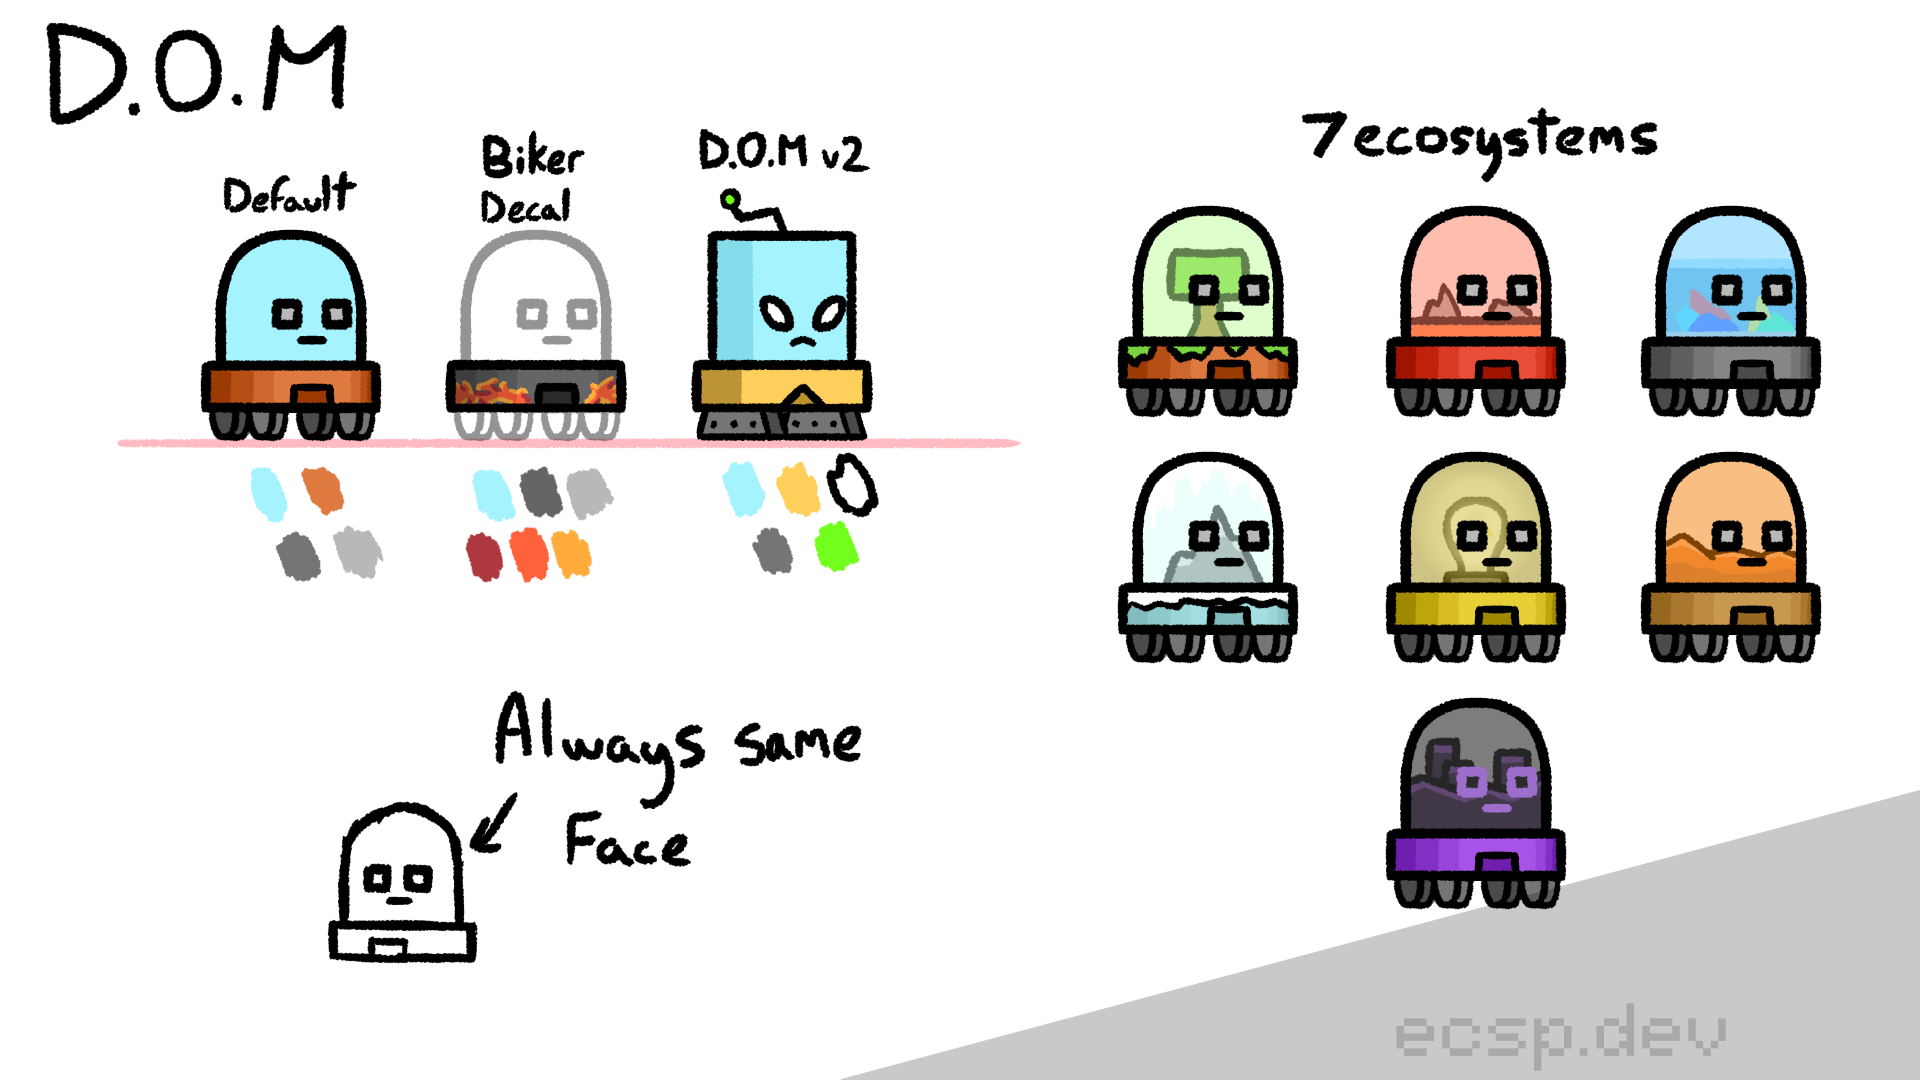 D.O.M
Default
Biker
Decal
D.O.M v2
7 ecosystems
Always same
Face
ecsp.dev